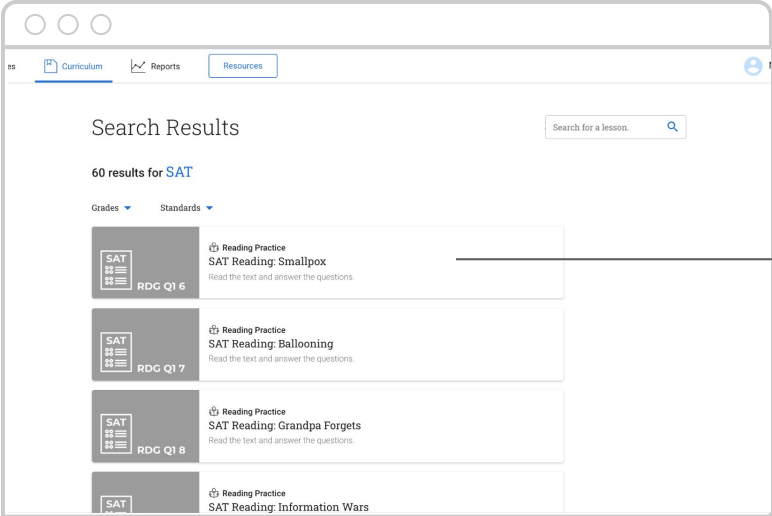 Curriculum
Reports
Resources
Search Results
Search for a lesson.
60 results for SAT
Grades
Standards
SAT
RDG Q1 6
Reading Practice
SAT Reading: Smallpox
Read the text and answer the questions.
SAT
RDG Q1 7
Reading Practice
SAT Reading: Ballooning
Read the text and answer the questions.
SAT
RDG Q1 8
Reading Practice
SAT Reading: Grandpa Forgets
Read the text and answer the questions.
SAT
Reading Practice
SAT Reading: Information Wars